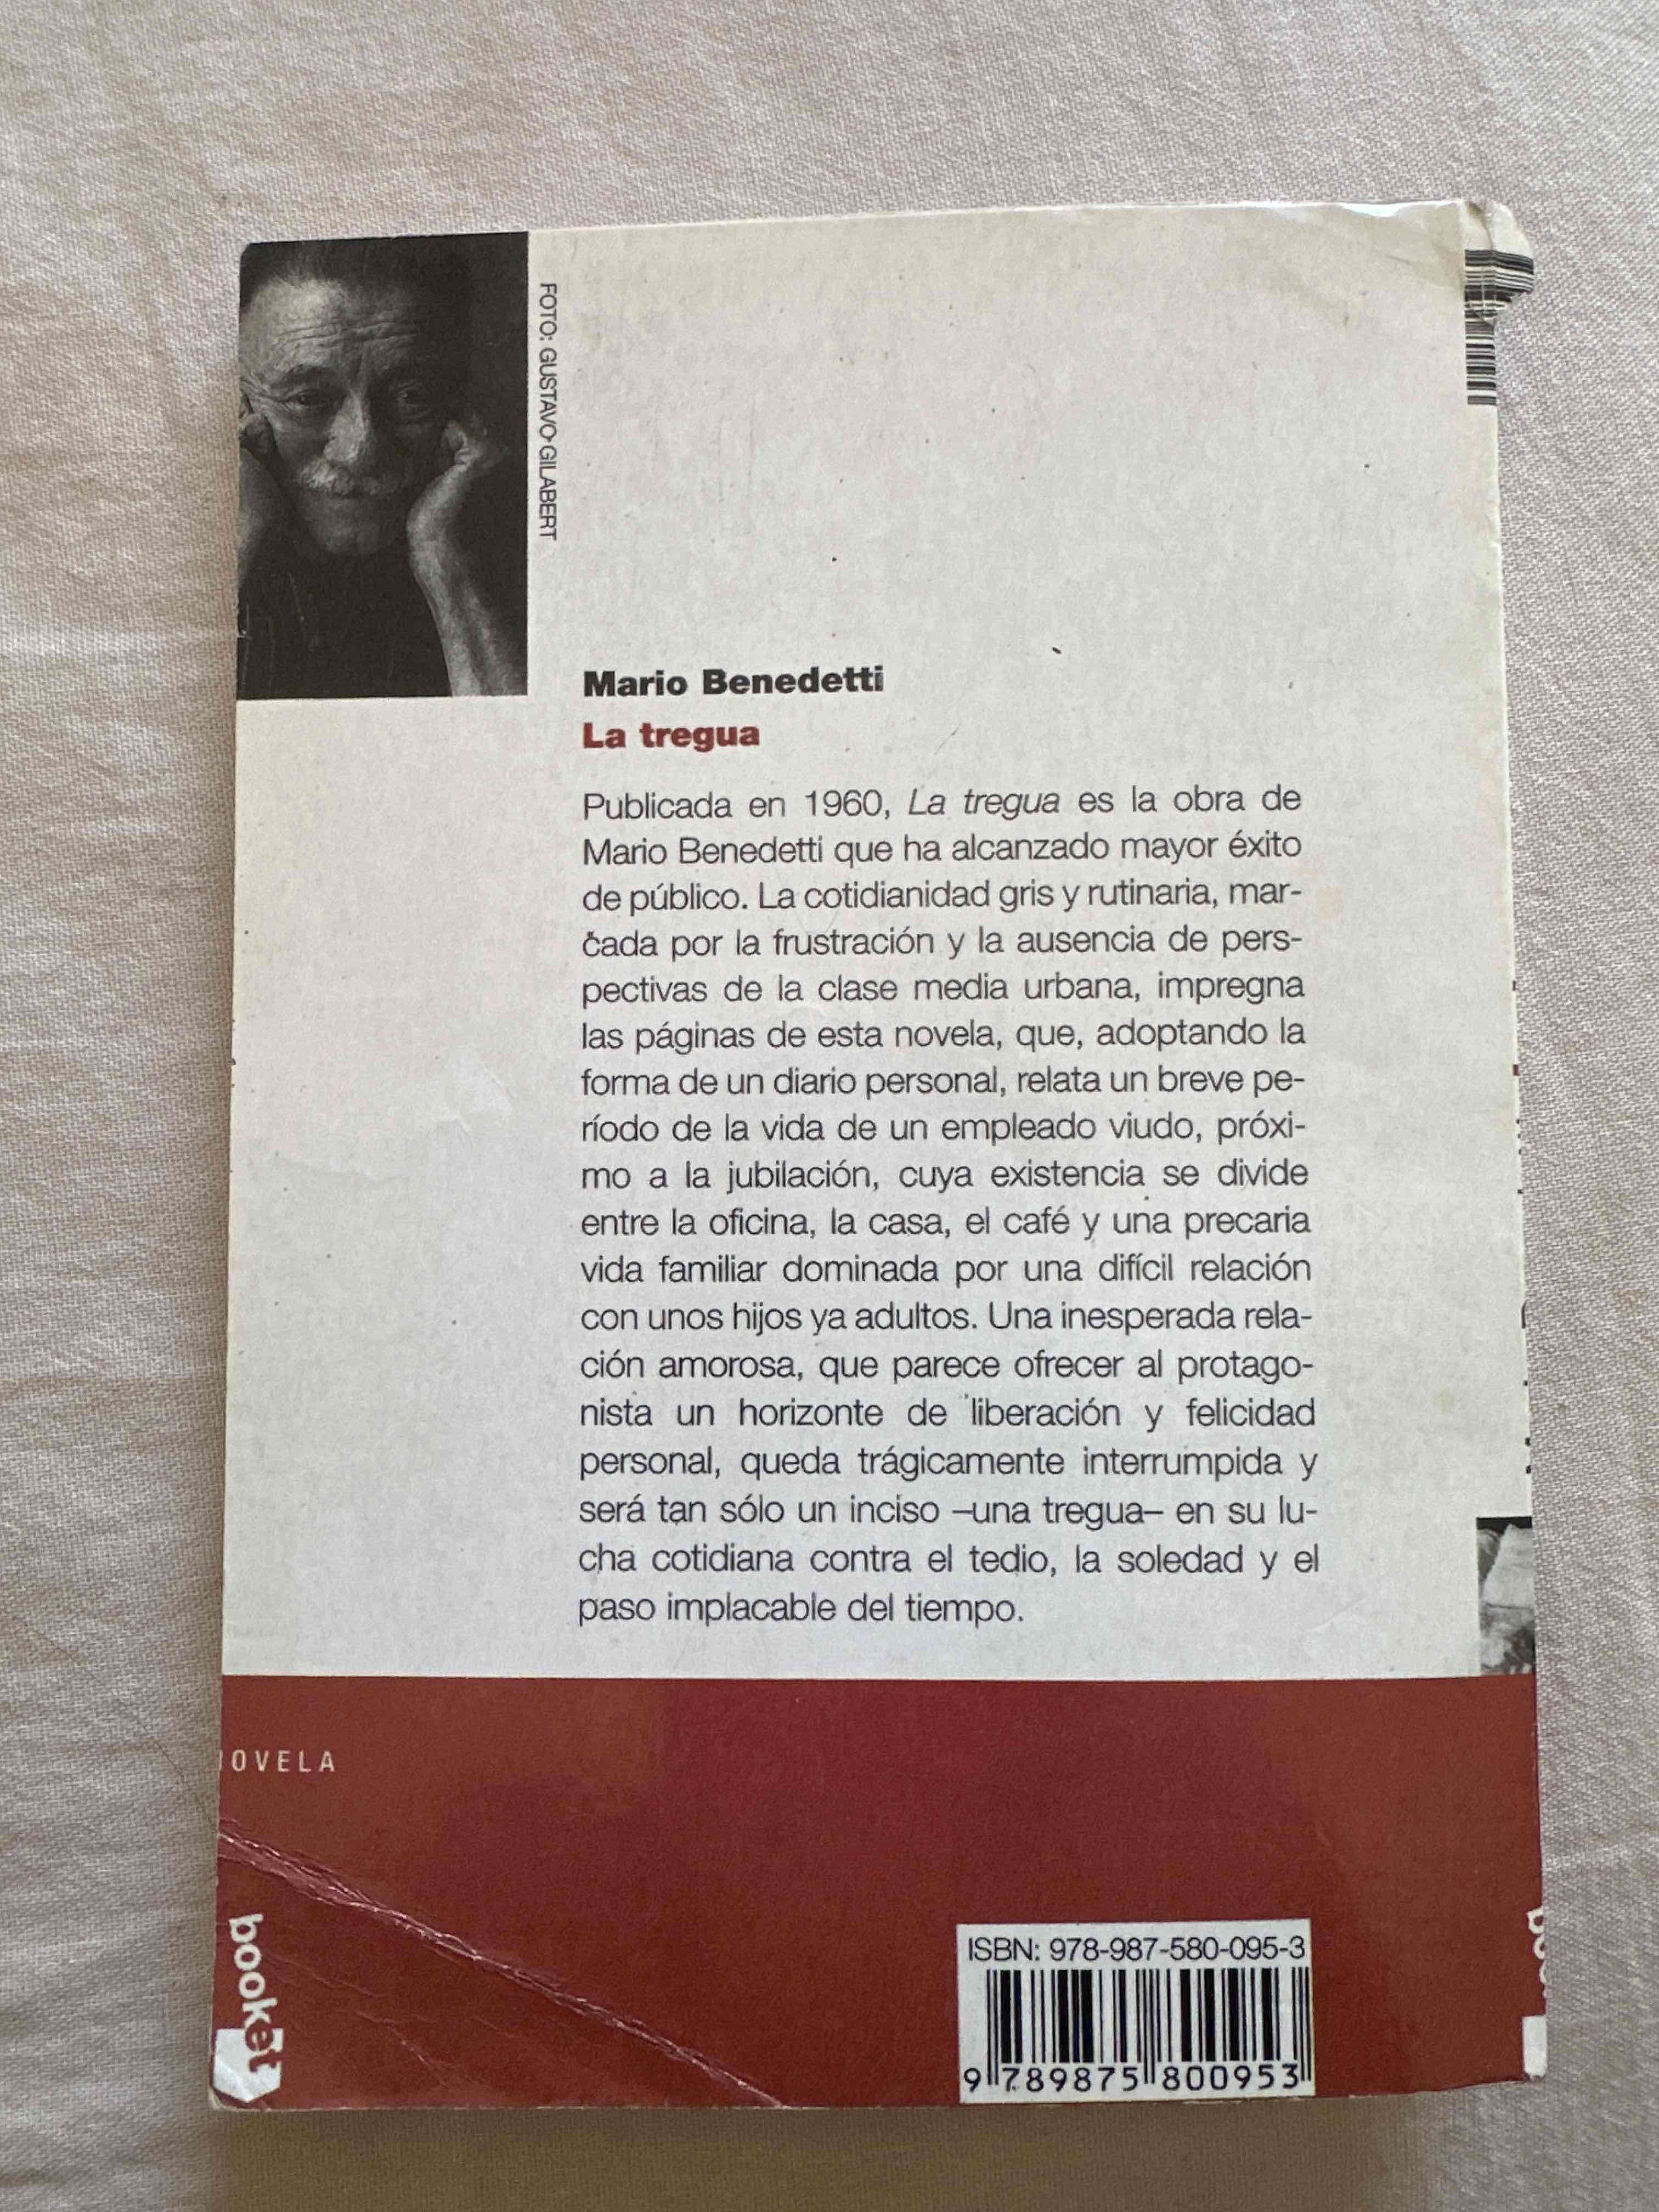 FOTO: GUSTAVO GILABERT
Mario Benedetti
La tregua
Publicada en 1960, La tregua es la obra de
Mario Benedetti que ha alcanzado mayor éxito
de público. La cotidianidad gris y rutinaria, mar-
cada por la frustración y la ausencia de pers-
pectivas de la clase media urbana, impregna
las páginas de esta novela, que, adoptando la
forma de un diario personal, relata un breve pe-
ríodo de la vida de un empleado viudo, próxi-
mo a la jubilación, cuya existencia se divide
entre la oficina, la casa, el café y una precaria
vida familiar dominada por una difícil relación
con unos hijos ya adultos. Una inesperada rela-
ción amorosa, que parece ofrecer al protago-
nista un horizonte de liberación y felicidad
personal, queda trágicamente interrumpida y
será tan sólo un inciso –una tregua– en su lu-
cha cotidiana contra el tedio, la soledad y el
paso implacable del tiempo.
NOVELA
booket
ISBN: 978-987-580-095-3
9 789875 800953